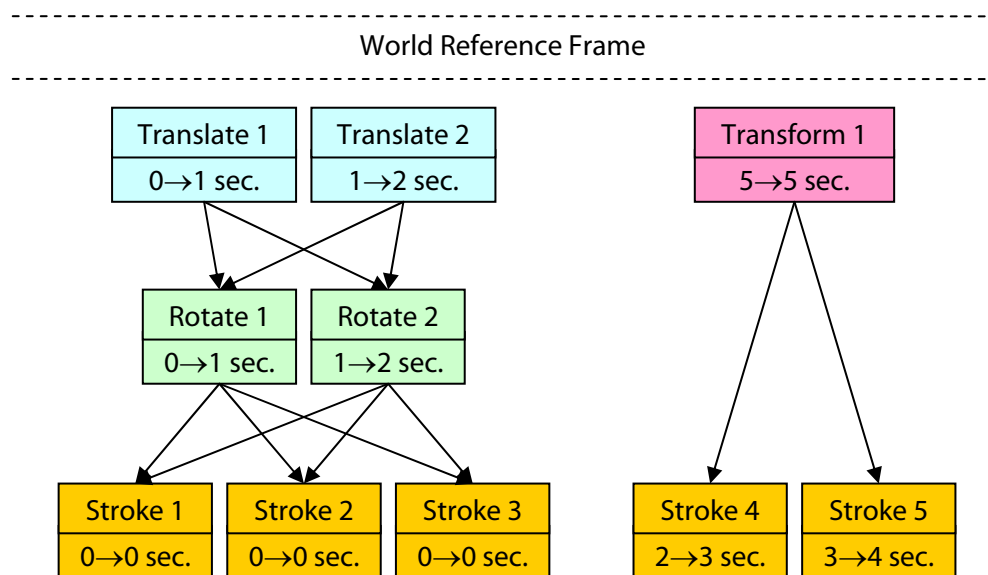 World Reference Frame
Translate 1 Translate 2 Transform 1
0→1 sec. 1→2 sec. 5→5 sec.
Rotate 1 Rotate 2
0→1 sec. 1→2 sec.
Stroke 1 Stroke 2 Stroke 3 Stroke 4 Stroke 5
0→0 sec. 0→0 sec. 0→0 sec. 2→3 sec. 3→4 sec.